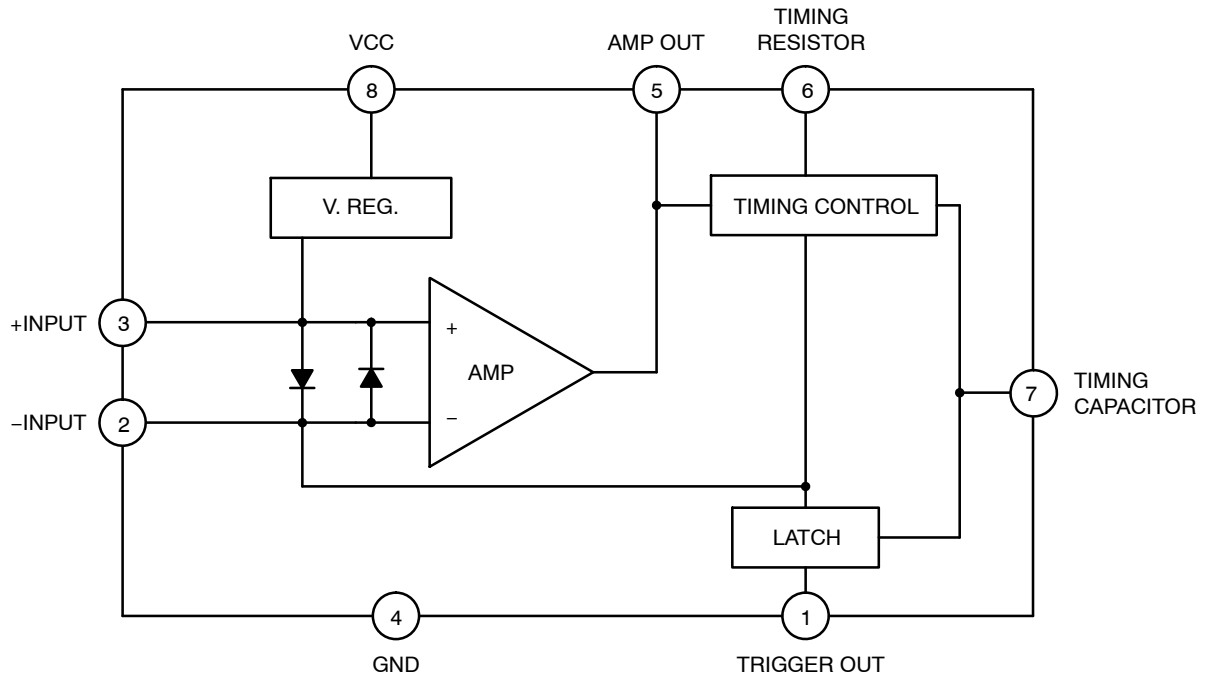 TIMING
RESISTOR
VCC
AMP OUT
8
5
6
V. REG.
TIMING CONTROL
+INPUT
3
+
AMP
−
−INPUT
2
7
TIMING
CAPACITOR
LATCH
4
1
GND
TRIGGER OUT